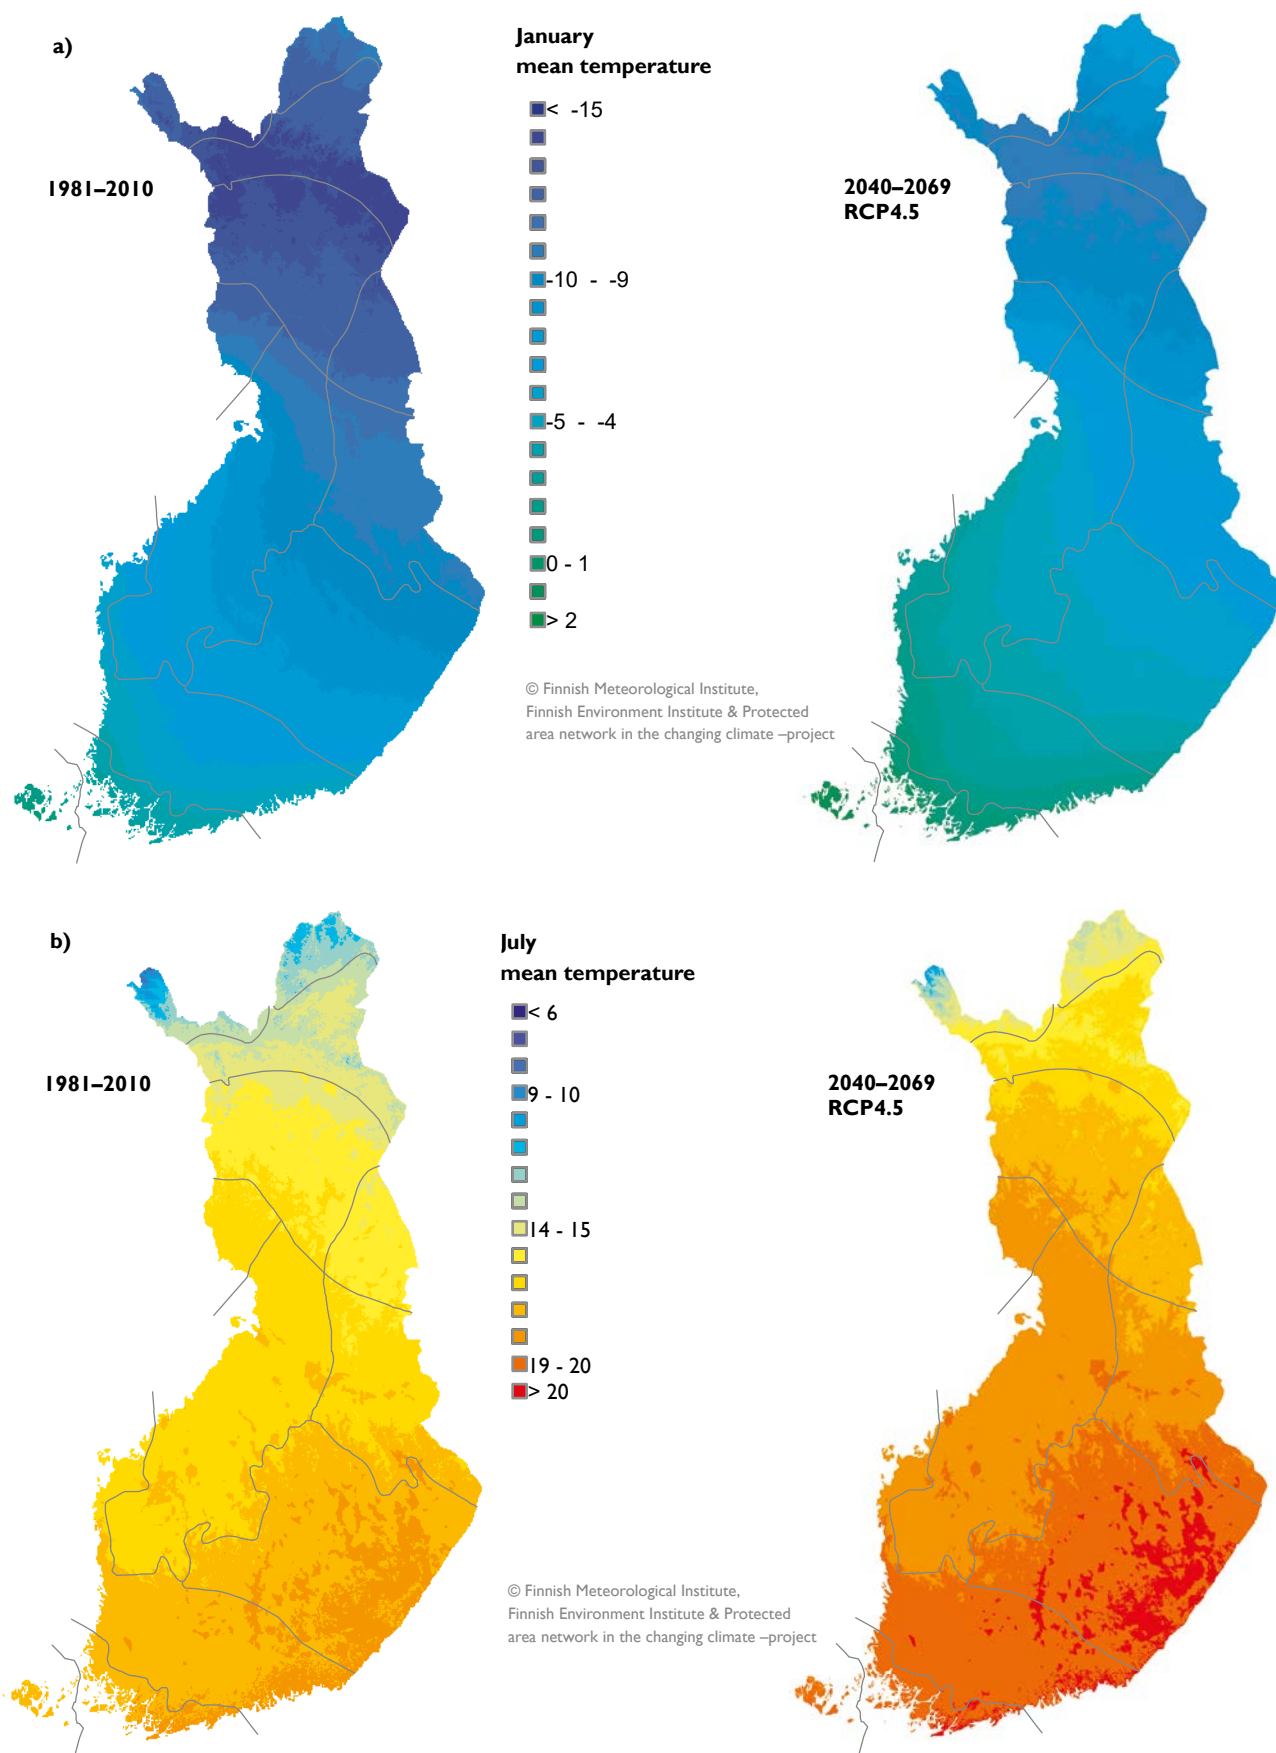 a)
January
mean temperature
< -15
1981–2010
2040–2069
RCP4.5
-10 - -9
-5 - -4
0 - 1
> 2
© Finnish Meteorological Institute,
Finnish Environment Institute & Protected
area network in the changing climate –project
b)
July
mean temperature
< 6
1981–2010
2040–2069
RCP4.5
9 - 10
14 - 15
19 - 20
> 20
© Finnish Meteorological Institute,
Finnish Environment Institute & Protected
area network in the changing climate –project